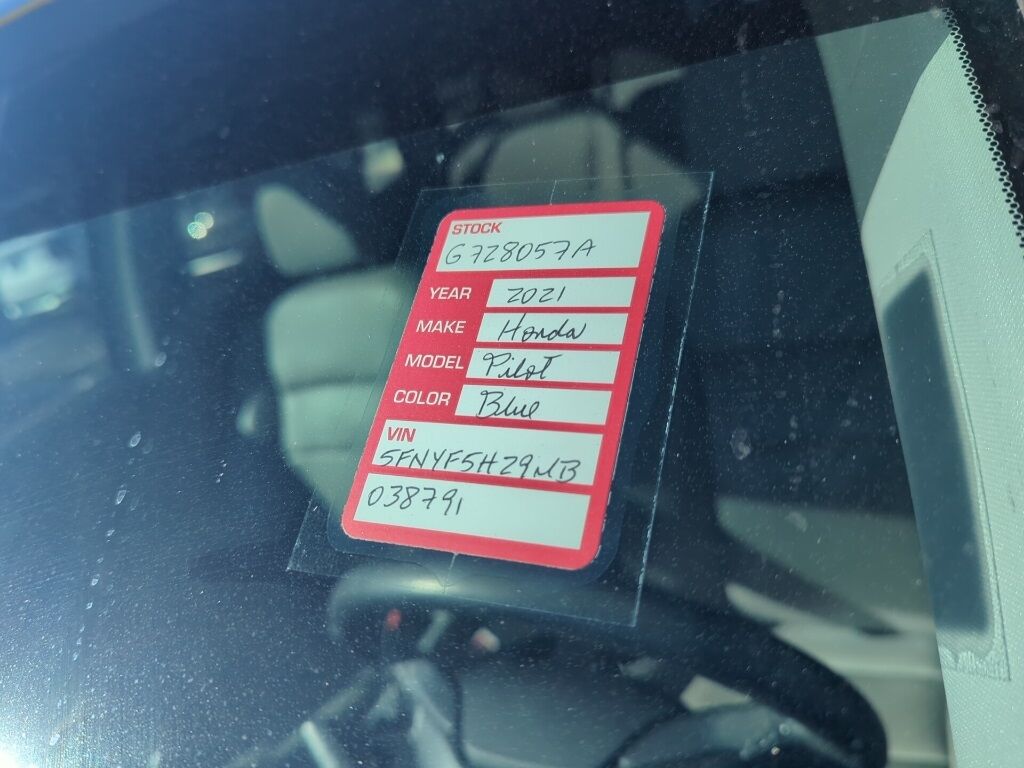 STOCK
G728057A
YEAR 2021
MAKE Honda
MODEL Pilot
COLOR Blue
VIN
5FNYF5H29MB
038791